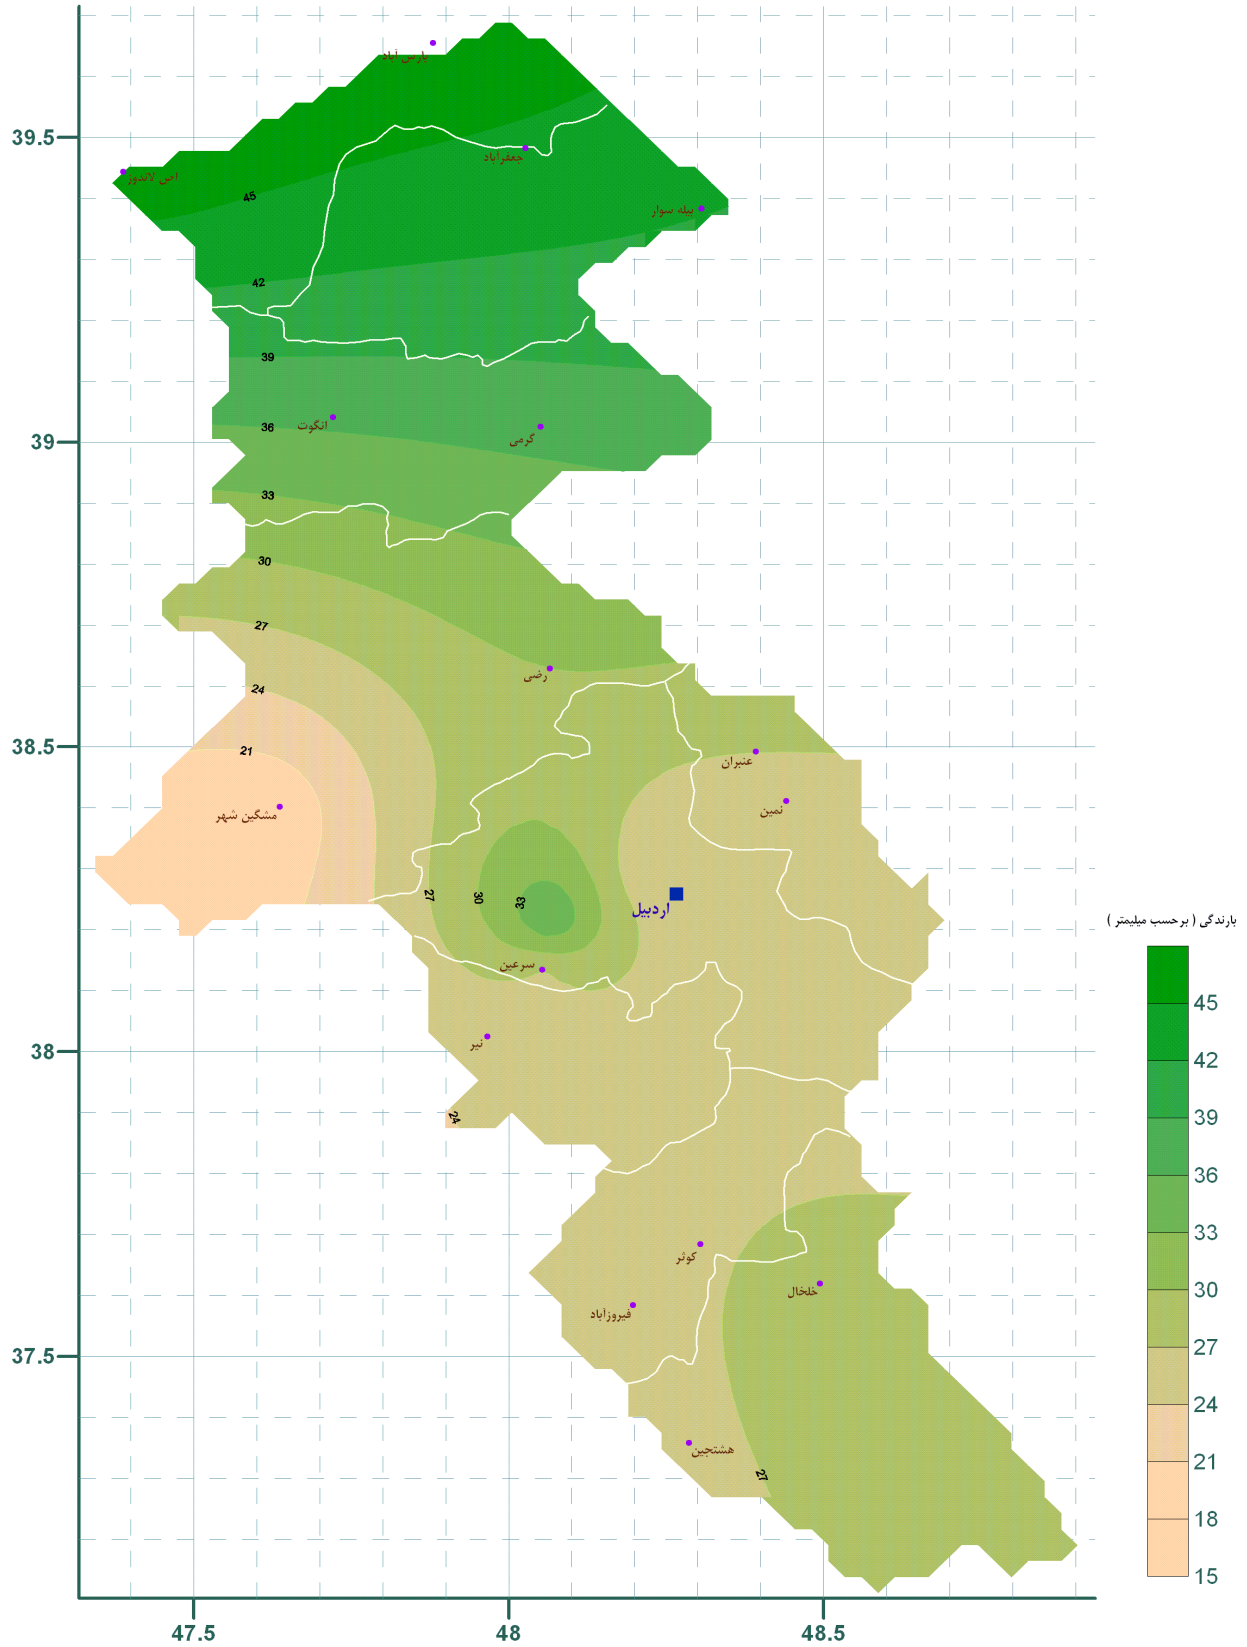 پارس آباد
39.5
جعفرآباد
اص لاندوز
45
بیله سوار
42
39
انگوت
36
گرمی
39
33
30
27
رضی
24
38.5
21
عنبران
نمین
مشگین شهر
27
30
33
اردبیل
بارندگی ( برحسب میلیمتر )
سرعین
45
نیر
38
42
24
39
36
33
کوثر
خلخال
30
فیروزآباد
27
37.5
24
هشتجین
21
27
18
15
47.5
48
48.5